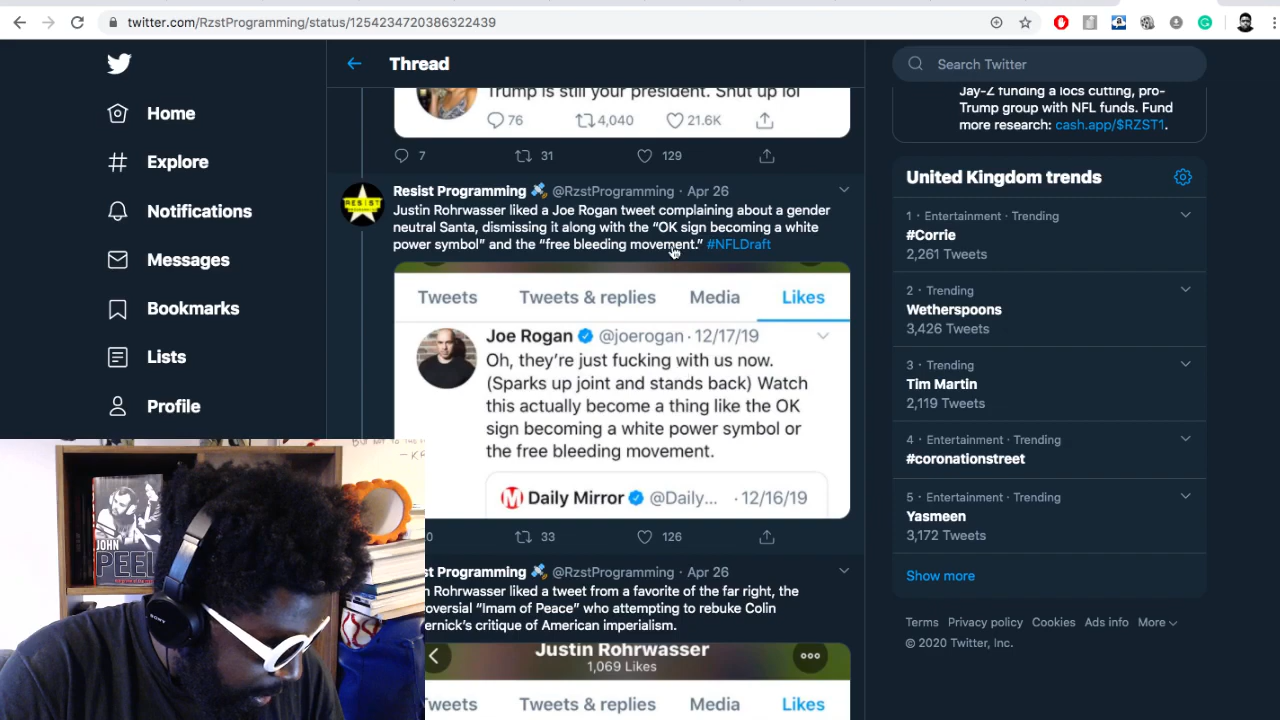 twitter.com/RzstProgramming/status/1254234720386322439
Home
Explore
Notifications
Messages
Bookmarks
Lists
Profile
Thread
Trump is still your president. Shut up lol
76 4,040 21.6K
7 31 129
Resist Programming @RzstProgramming · Apr 26
Justin Rohrwasser liked a Joe Rogan tweet complaining about a gender
neutral Santa, dismissing it along with the “OK sign becoming a white
power symbol” and the “free bleeding movement.” #NFLDraft
Tweets Tweets & replies Media Likes
Joe Rogan @joerogan · 12/17/19
Oh, they’re just fucking with us now.
(Sparks up joint and stands back) Watch
this actually become a thing like the OK
sign becoming a white power symbol or
the free bleeding movement.
Daily Mirror @Daily... · 12/16/19
0 33 126
st Programming @RzstProgramming · Apr 26
n Rohrwasser liked a tweet from a favorite of the far right, the
oversial “Imam of Peace” who attempting to rebuke Colin
ernick’s critique of American imperialism.
Justin Rohrwasser
1,069 Likes
weets Tweets & replies Media Likes
Search Twitter
Jay-Z funding a locs cutting, pro-
Trump group with NFL funds. Fund
more research: cash.app/$RZST1.
United Kingdom trends
1 · Entertainment · Trending
#Corrie
2,261 Tweets
2 · Trending
Wetherspoons
3,426 Tweets
3 · Trending
Tim Martin
2,119 Tweets
4 · Entertainment · Trending
#coronationstreet
5 · Entertainment · Trending
Yasmeen
3,172 Tweets
Show more
Terms Privacy policy Cookies Ads info More
© 2020 Twitter, Inc.
RESIST
JOHN
PEEL
SONY